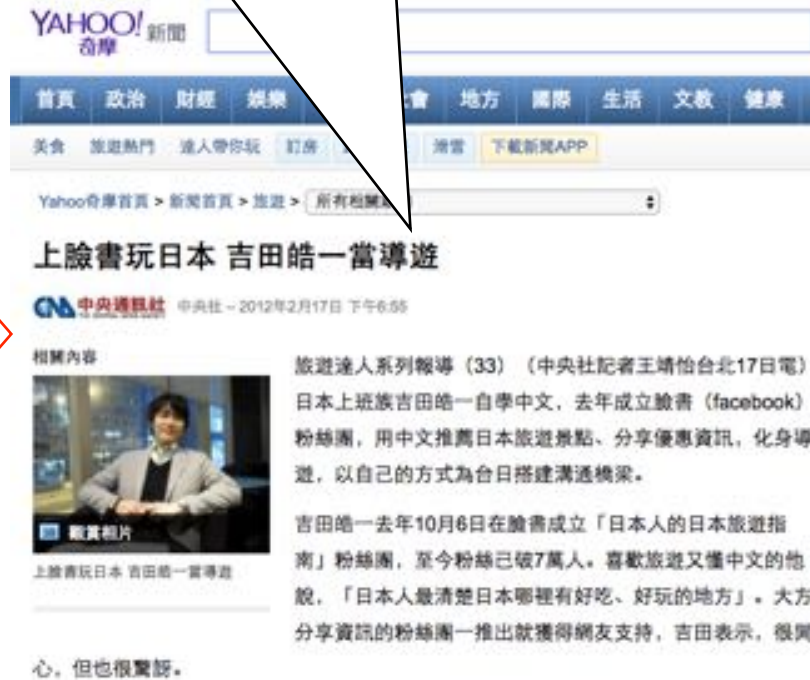 YAHOO! 新聞
奇摩
首頁 政治 財經 娛樂 會 地方 國際 生活 文教 健康
美食 旅遊熱門 達人帶你玩 訂房 滑雪 下載新聞APP
Yahoo奇摩首頁 > 新聞首頁 > 旅遊 > 所有相關
上臉書玩日本 吉田皓一當導遊
CNA 中央通訊社 中央社 – 2012年2月17日 下午6:55
相關內容
觀賞相片
上臉書玩日本 吉田皓一當導遊
旅遊達人系列報導（33）（中央社記者王靖怡台北17日電）
日本上班族吉田皓一自學中文，去年成立臉書（facebook）
粉絲團，用中文推薦日本旅遊景點、分享優惠資訊，化身導
遊，以自己的方式為台日搭建溝通橋梁。
吉田皓一去年10月6日在臉書成立「日本人的日本旅遊指
南」粉絲團，至今粉絲已破7萬人。喜歡旅遊又懂中文的他
說，「日本人最清楚日本哪裡有好吃、好玩的地方」。大方
分享資訊的粉絲團一推出就獲得網友支持，吉田表示，很開
心，但也很驚訝。